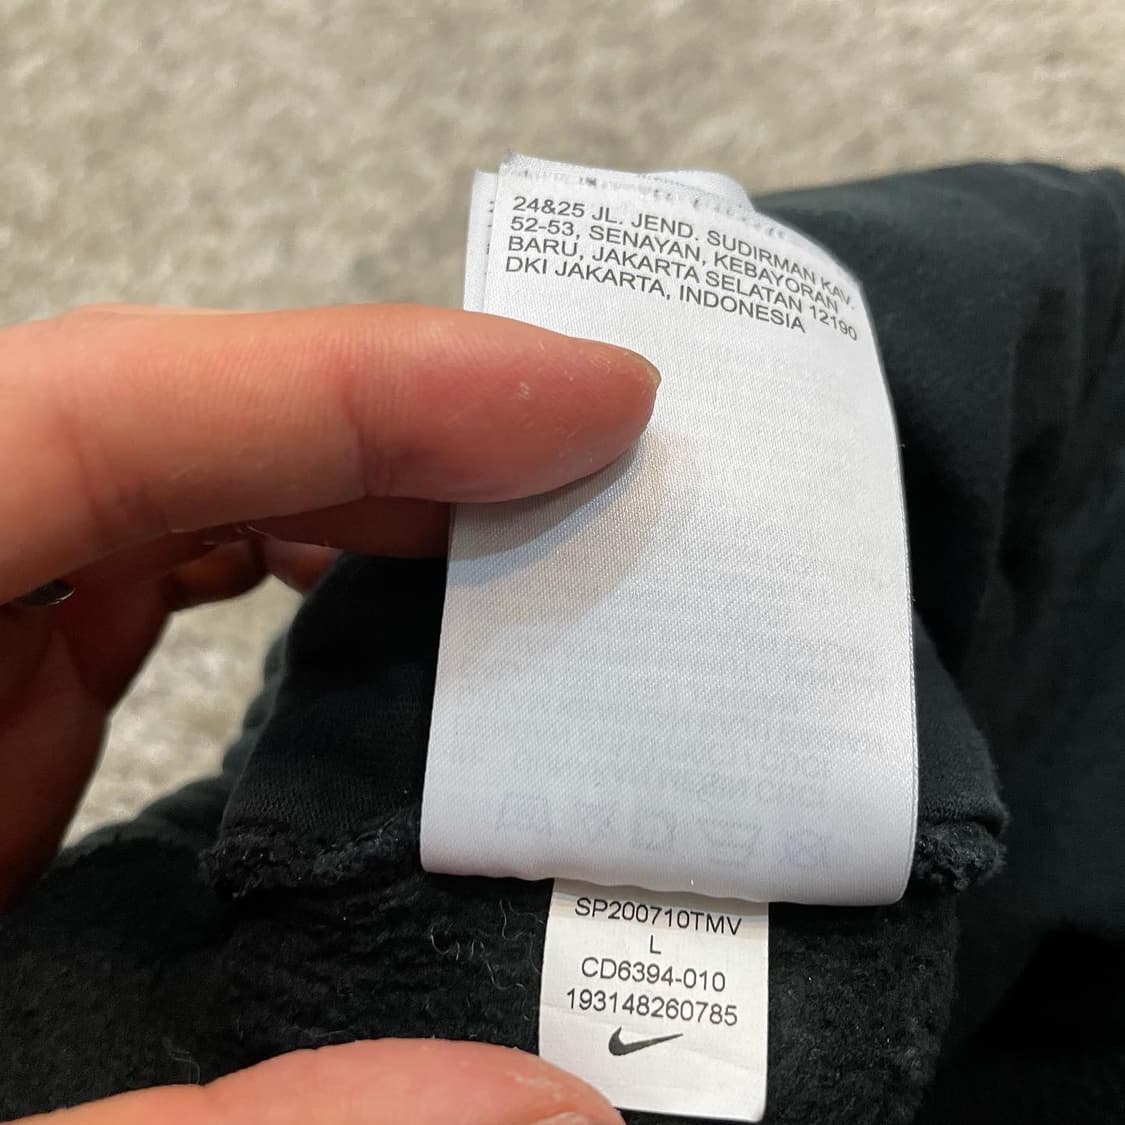 24&25 JL. JEND. SUDIRMAN KAV.
52-53, SENAYAN, KEBAYORAN
BARU, JAKARTA SELATAN 12190
DKI JAKARTA, INDONESIA
SP200710TMV
L
CD6394-010
193148260785